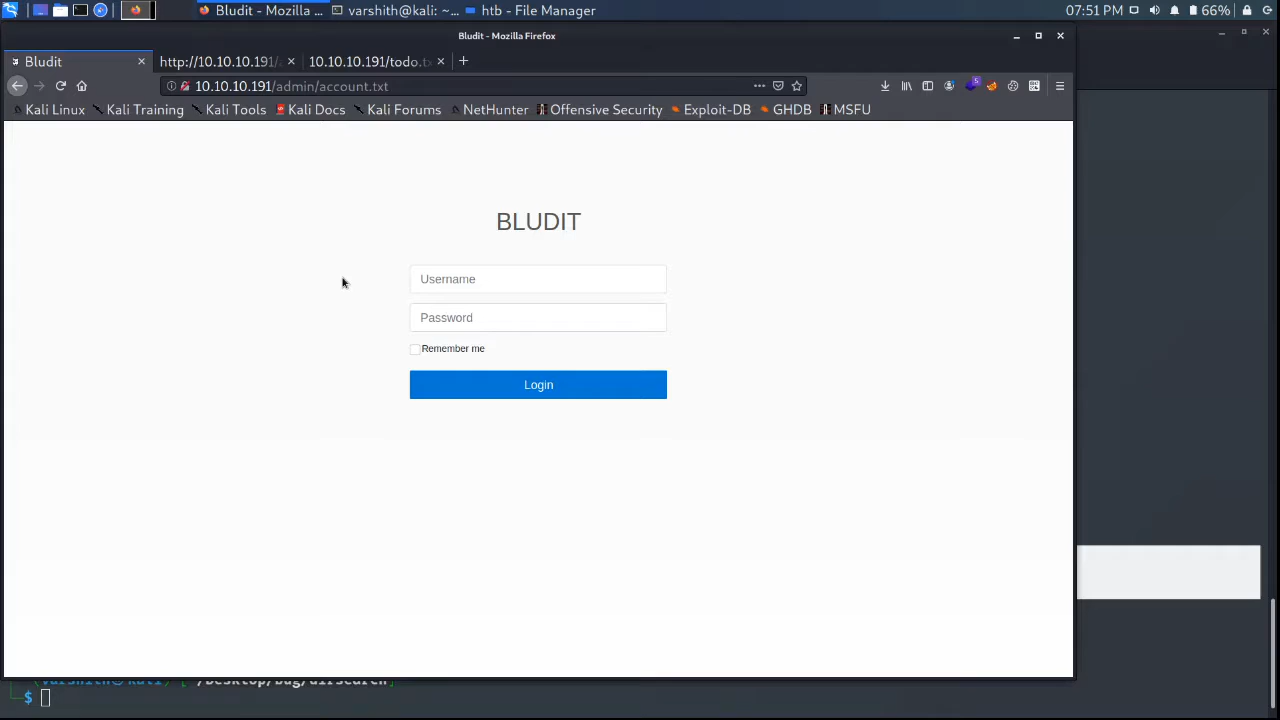 Bludit - Mozilla ...
varshith@kali: ~...
htb - File Manager
07:51 PM
66%
Bludit - Mozilla Firefox
Bludit
http://10.10.10.191/
10.10.10.191/todo.t
10.10.10.191/admin/account.txt
Kali Linux
Kali Training
Kali Tools
Kali Docs
Kali Forums
NetHunter
Offensive Security
Exploit-DB
GHDB
MSFU
BLUDIT
Username
Password
Remember me
Login
$